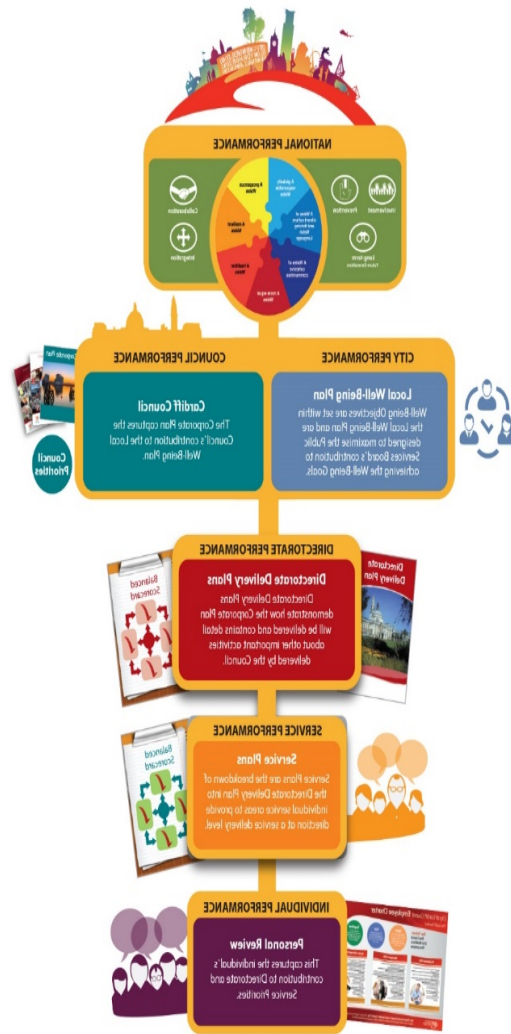 NATIONAL PERFORMANCE
Involvement
Prevention
Long-term
Collaboration
Integration
A globally
responsible
Wales
A prosperous
Wales
A Wales of
vibrant culture
and thriving
Welsh
Language
A resilient
Wales
A Wales of
cohesive
communities
A healthier
Wales
A more equal
Wales
CITY PERFORMANCE
Local Well-Being Plan
Well-Being Objectives are set within
the Local Well-Being Plan and are
designed to maximise the Public
Services Board's contribution to
achieving the Well-Being Goals.
COUNCIL PERFORMANCE
Cardiff Council
The Corporate Plan captures the
Council's contribution to the Local
Well-Being Plan.
Corporate Plan
Council
Priorities
DIRECTORATE PERFORMANCE
Directorate
Delivery Plan
Directorate Delivery Plans
Directorate Delivery Plans
demonstrate how the Corporate Plan
will be delivered and contains detail
about other important activities
delivered by the Council.
Balanced
Scorecard
SERVICE PERFORMANCE
Service Plans
Service Plans are the breakdown of
the Directorate Delivery Plan into
individual service areas to provide
direction at a service delivery level.
Balanced
Scorecard
INDIVIDUAL PERFORMANCE
Employee Charter
Personal Review
This captures the individual's
contribution to Directorate and
Service Priorities.